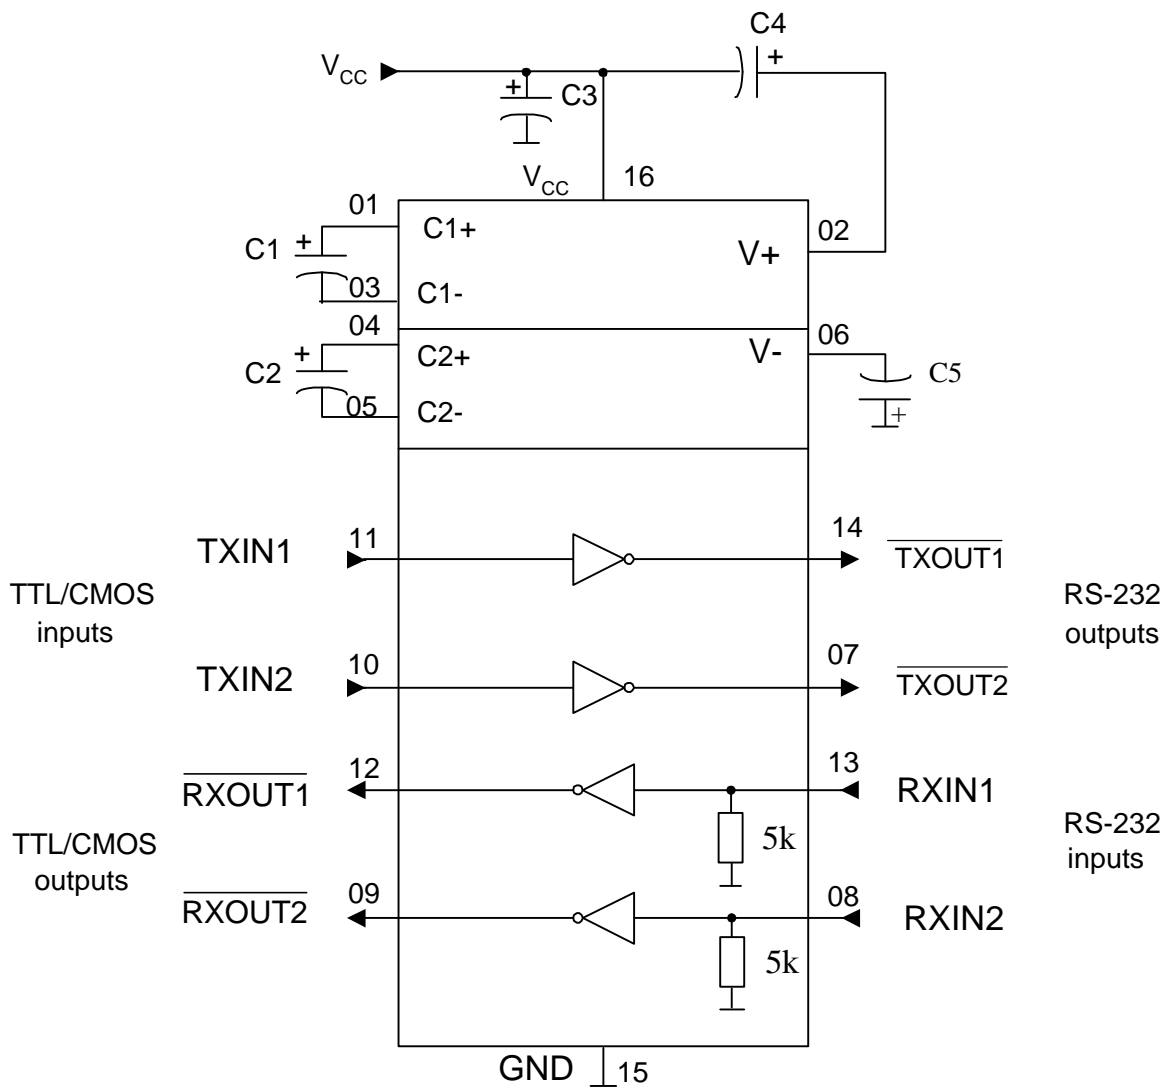 C4
VCC
+
+
C3
VCC
16
01
C1+
02
C1
+
V+
03
C1-
04
06
+
C2+
V-
C2
C5
05
C2-
+
11
14
TXIN1
TXOUT1
TTL/CMOS
inputs
RS-232
outputs
10
07
TXIN2
TXOUT2
12
13
RXOUT1
RXIN1
5k
TTL/CMOS
outputs
RS-232
inputs
09
08
RXOUT2
RXIN2
5k
GND
15